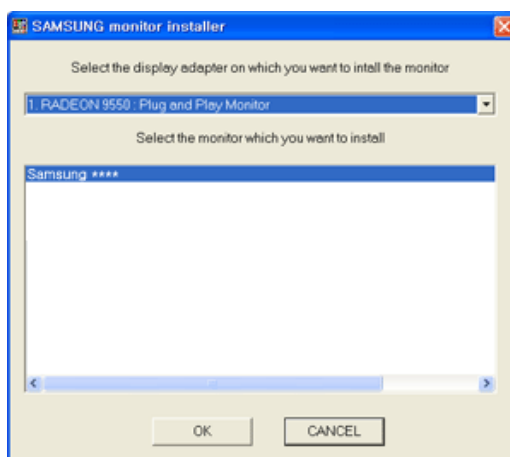 SAMSUNG monitor installer
Select the display adapter on which you want to intall the monitor
1. RADEON 9550 : Plug and Play Monitor
Select the monitor which you want to install
Samsung ****
OK
CANCEL